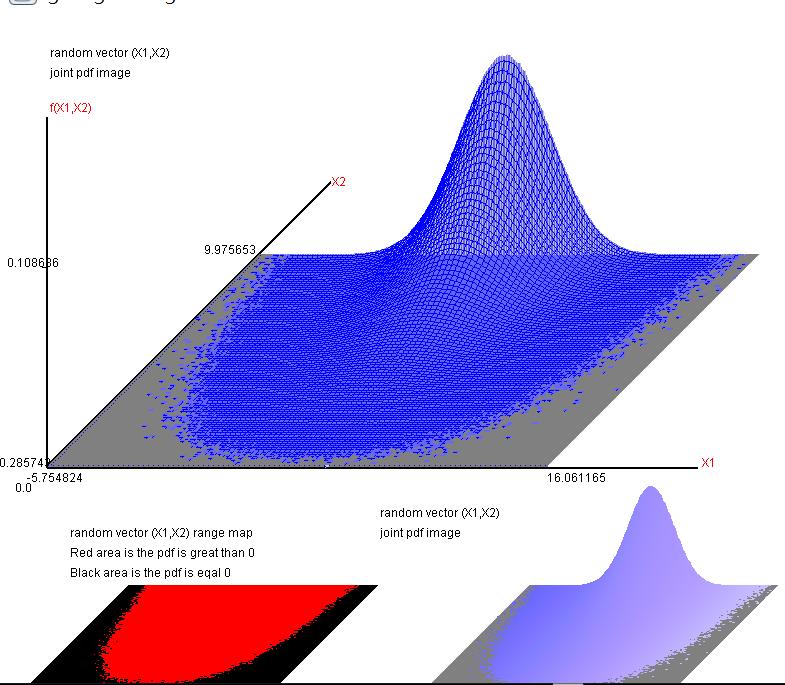 random vector (X1,X2)
joint pdf image
f(X1,X2)
X2
9.975653
0.108686
0.285743
-5.754824
0.0
16.061165
X1
random vector (X1,X2) range map
Red area is the pdf is great than 0
Black area is the pdf is eqal 0
random vector (X1,X2)
joint pdf image